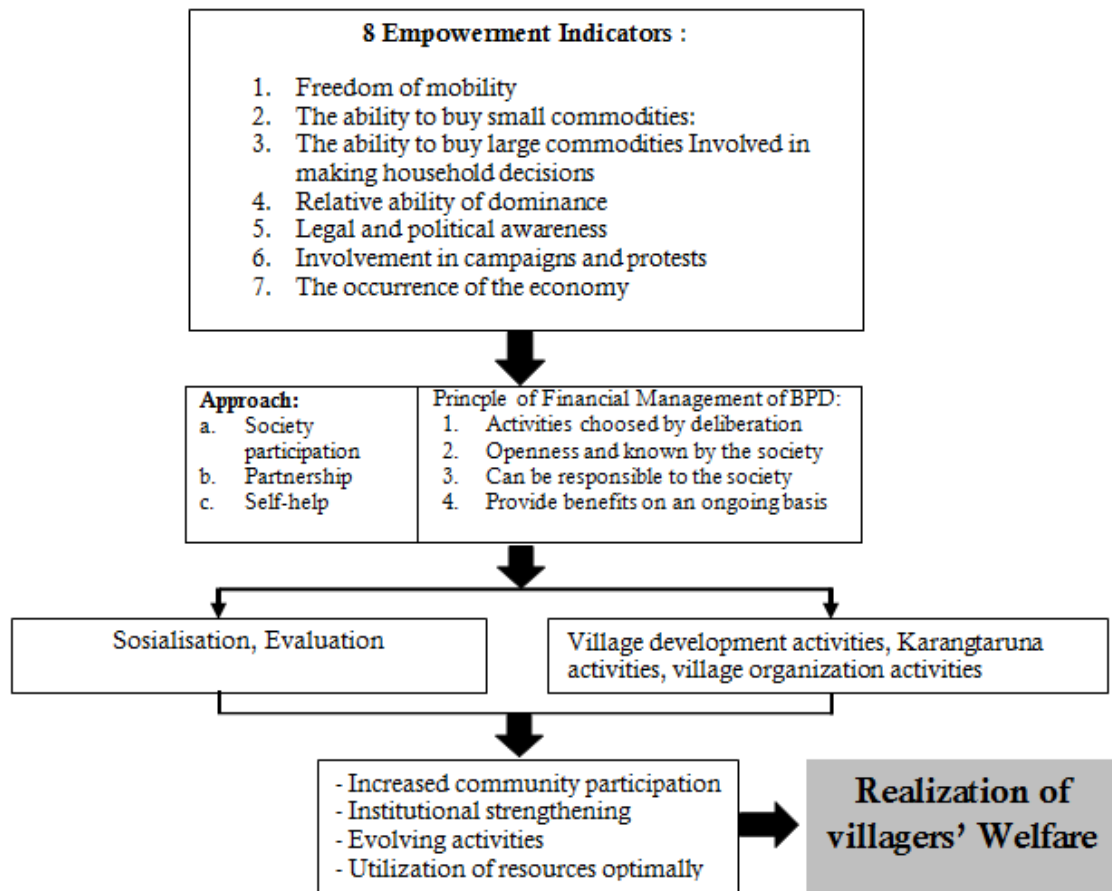 8 Empowerment Indicators :
1. Freedom of mobility
2. The ability to buy small commodities:
3. The ability to buy large commodities Involved in
making household decisions
4. Relative ability of dominance
5. Legal and political awareness
6. Involvement in campaigns and protests
7. The occurrence of the economy
Approach:
a. Society
participation
b. Partnership
c. Self-help
Princple of Financial Management of BPD:
1. Activities choosed by deliberation
2. Openness and known by the society
3. Can be responsible to the society
4. Provide benefits on an ongoing basis
Sosialisation, Evaluation
Village development activities, Karangtaruna
activities, village organization activities
- Increased community participation
- Institutional strengthening
- Evolving activities
- Utilization of resources optimally
Realization of
villagers' Welfare